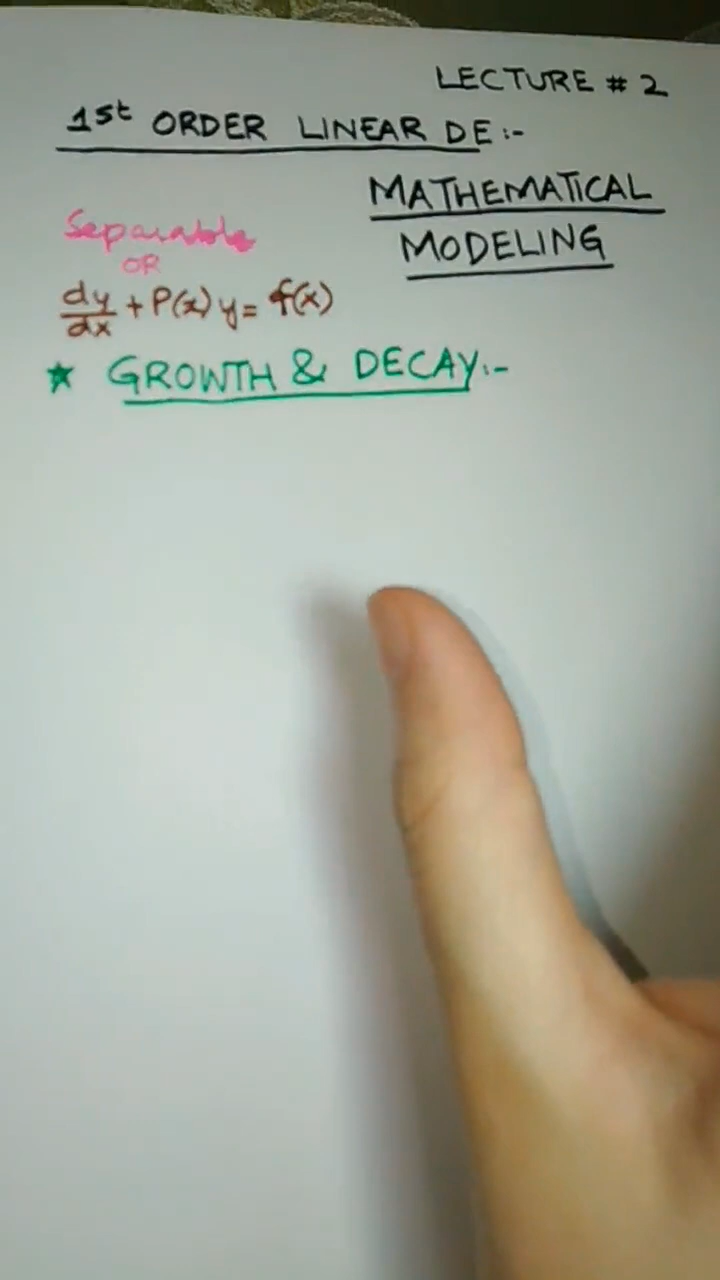 LECTURE # 2
1st ORDER LINEAR DE :-
MATHEMATICAL
MODELING
Separable
OR
dy/dx + P(x) y = f(x)
★ GROWTH & DECAY :-